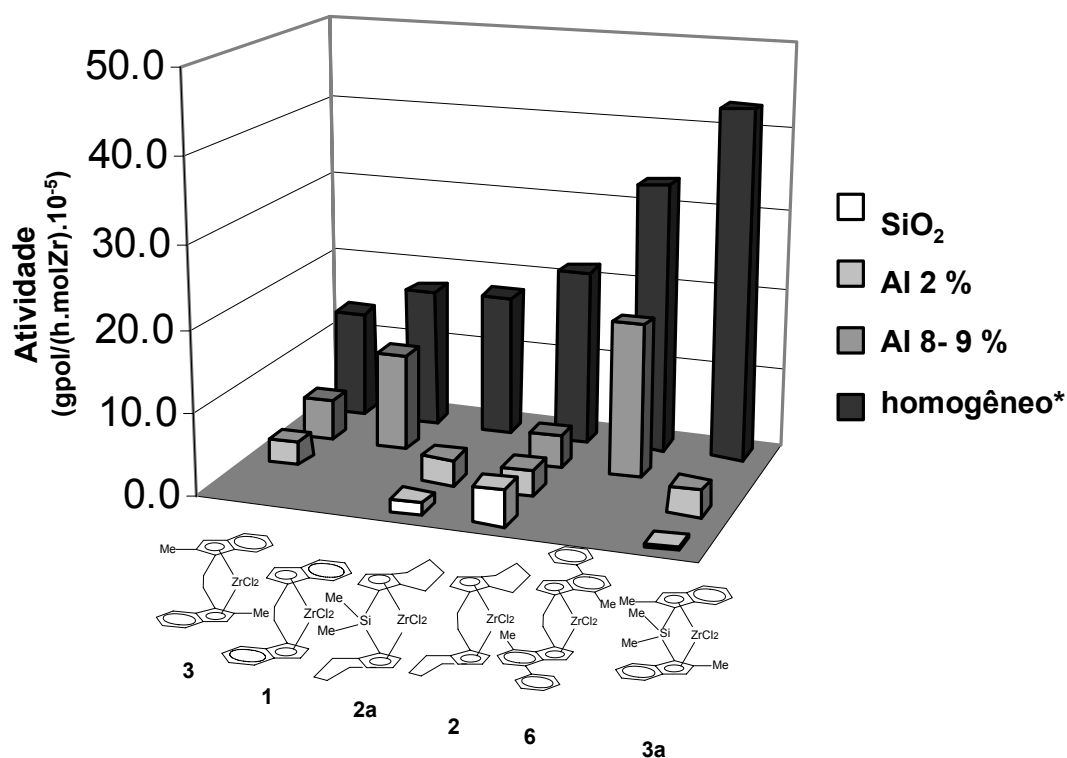 50.0
40.0
30.0
20.0
10.0
0.0
Atividade
(gpol/(h.molZr).10⁻⁵)
SiO₂
Al 2 %
Al 8- 9 %
homogêneo*
Me
ZrCl2
Me
3
ZrCl2
1
Me
Si
Me
ZrCl2
2a
ZrCl2
2
Me
ZrCl2
Me
6
Me
Me
Si
Me
ZrCl2
Me
3a